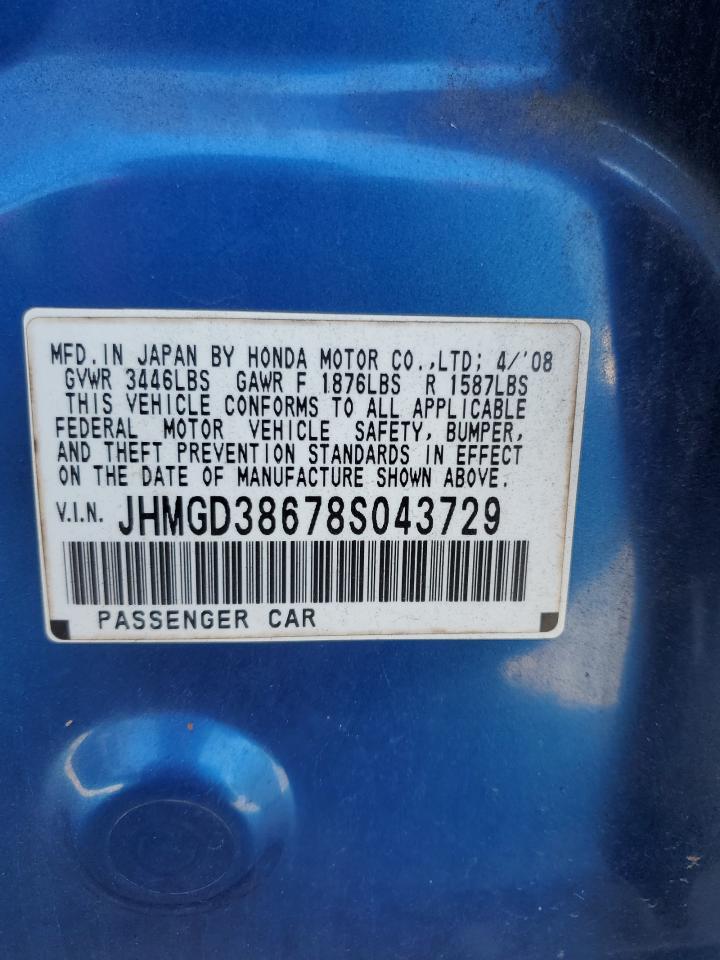 MFD.IN JAPAN BY HONDA MOTOR CO.,LTD; 4/'08
GVWR 3446LBS GAWR F 1876LBS R 1587LBS
THIS VEHICLE CONFORMS TO ALL APPLICABLE
FEDERAL MOTOR VEHICLE SAFETY, BUMPER,
AND THEFT PREVENTION STANDARDS IN EFFECT
ON THE DATE OF MANUFACTURE SHOWN ABOVE.
V.I.N. JHMGD38678S043729
PASSENGER CAR